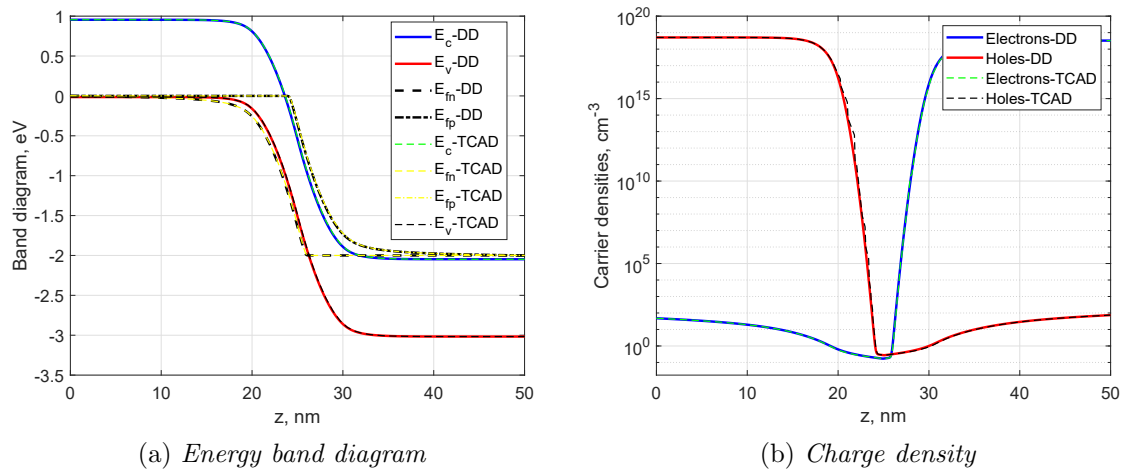 1
0.5
0
-0.5
-1
-1.5
-2
-2.5
-3
-3.5
Band diagram, eV
0 10 20 30 40 50
z, nm
E_c-DD
E_v-DD
E_fn-DD
E_fp-DD
E_c-TCAD
E_fn-TCAD
E_fp-TCAD
E_v-TCAD
(a) Energy band diagram
10^20
10^15
10^10
10^5
10^0
Carrier densities, cm^-3
0 10 20 30 40 50
z, nm
Electrons-DD
Holes-DD
Electrons-TCAD
Holes-TCAD
(b) Charge density